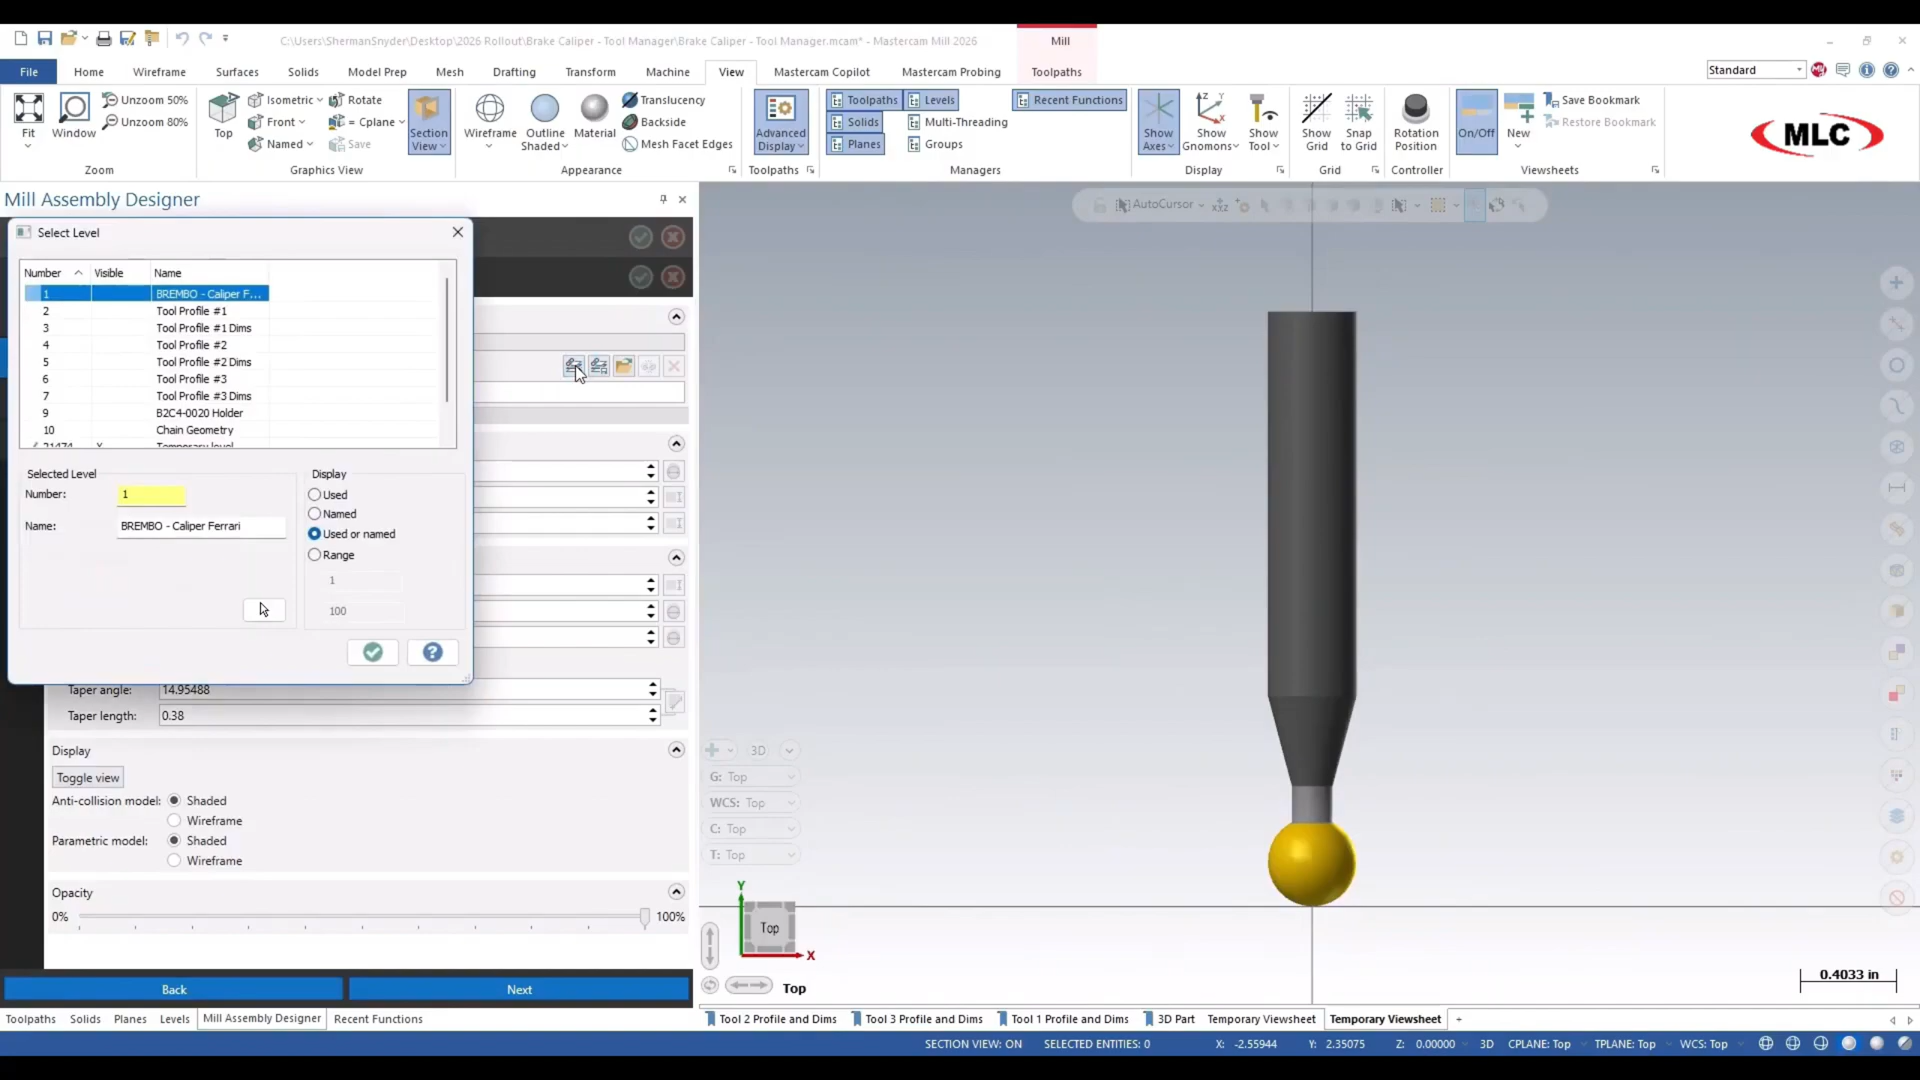 C:\Users\ShermanSnyder\Desktop\2026 Rollout\Brake Caliper - Tool Manager\Brake Caliper - Tool Manager.mcam* - Mastercam Mill 2026
Mill
File Home Wireframe Surfaces Solids Model Prep Mesh Drafting Transform Machine View Mastercam Copilot Mastercam Probing Toolpaths
Standard
Fit
Window
Unzoom 50%
Unzoom 80%
Zoom
Top
Isometric
Front
Named
Rotate
= Cplane
Save
Section View
Graphics View
Wireframe
Outline Shaded
Material
Translucency
Backside
Mesh Facet Edges
Appearance
Advanced Display
Toolpaths
Toolpaths
Solids
Planes
Levels
Multi-Threading
Groups
Recent Functions
Managers
Show Axes
Show Gnomons
Show Tool
Display
Show Grid
Snap to Grid
Grid
Rotation Position
Controller
On/Off
New
Save Bookmark
Restore Bookmark
Viewsheets
MLC
Mill Assembly Designer
AutoCursor
Select Level
Number Visible Name
1 BREMBO - Caliper F...
2 Tool Profile #1
3 Tool Profile #1 Dims
4 Tool Profile #2
5 Tool Profile #2 Dims
6 Tool Profile #3
7 Tool Profile #3 Dims
9 B2C4-0020 Holder
10 Chain Geometry
21474 X Temporary level
Selected Level
Number: 1
Name: BREMBO - Caliper Ferrari
Display
Used
Named
Used or named
Range
1
100
Taper angle: 14.95488
Taper length: 0.38
Display
Toggle view
Anti-collision model: Shaded
Wireframe
Parametric model: Shaded
Wireframe
Opacity
0% 100%
Back Next
Toolpaths Solids Planes Levels Mill Assembly Designer Recent Functions
3D
G: Top
WCS: Top
C: Top
T: Top
Y
Top
X
Top
0.4033 in
Tool 2 Profile and Dims Tool 3 Profile and Dims Tool 1 Profile and Dims 3D Part Temporary Viewsheet Temporary Viewsheet +
SECTION VIEW: ON SELECTED ENTITIES: 0 X: -2.55944 Y: 2.35075 Z: 0.00000 3D CPLANE: Top TPLANE: Top WCS: Top